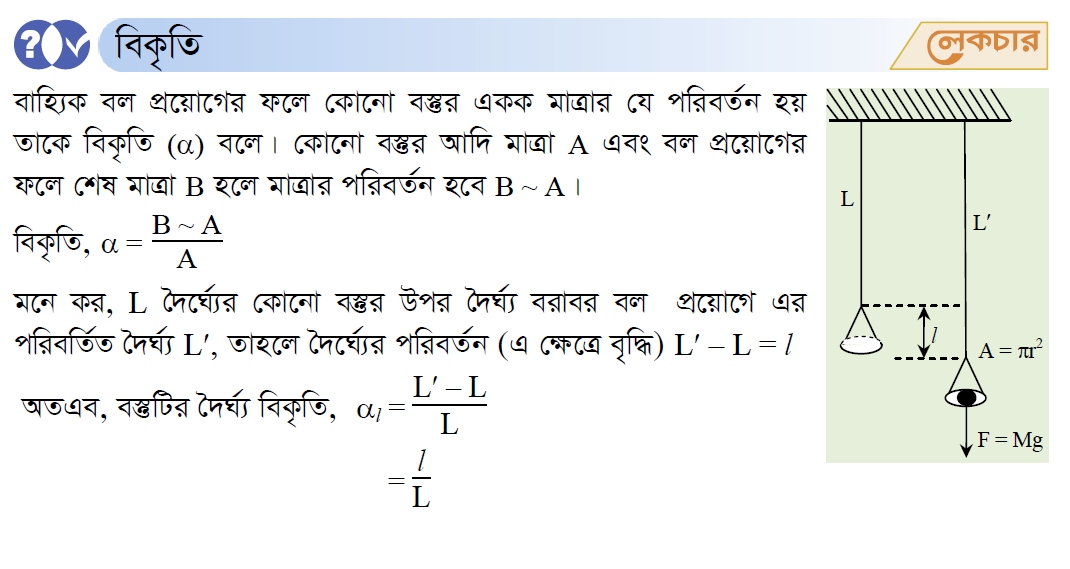 ?
বিকৃতি
লেকচার
বাহ্যিক বল প্রয়োগের ফলে কোনো বস্তুর একক মাত্রার যে পরিবর্তন হয়
তাকে বিকৃতি (α) বলে। কোনো বস্তুর আদি মাত্রা A এবং বল প্রয়োগের
ফলে শেষ মাত্রা B হলে মাত্রার পরিবর্তন হবে B ~ A।
বিকৃতি, α = (B ~ A)/A
মনে কর, L দৈর্ঘ্যের কোনো বস্তুর উপর দৈর্ঘ্য বরাবর বল প্রয়োগে এর
পরিবর্তিত দৈর্ঘ্য L′, তাহলে দৈর্ঘ্যের পরিবর্তন (এ ক্ষেত্রে বৃদ্ধি) L′ – L = l
অতএব, বস্তুটির দৈর্ঘ্য বিকৃতি, αl = (L′ – L)/L
= l/L
L
L′
l
A = πr²
F = Mg